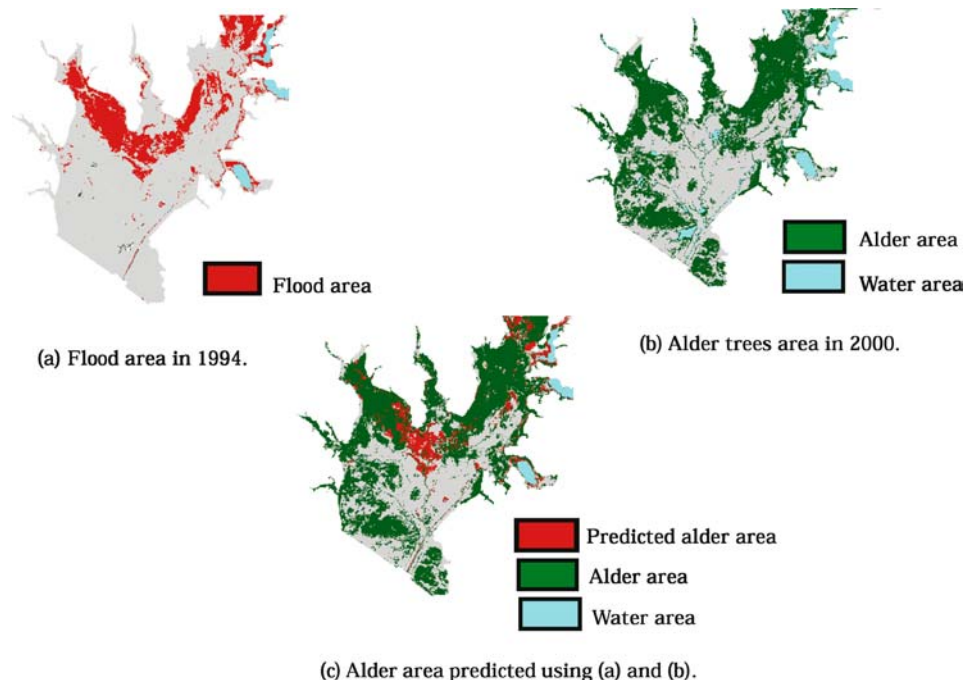 Flood area
(a) Flood area in 1994.
Alder area
Water area
(b) Alder trees area in 2000.
Predicted alder area
Alder area
Water area
(c) Alder area predicted using (a) and (b).